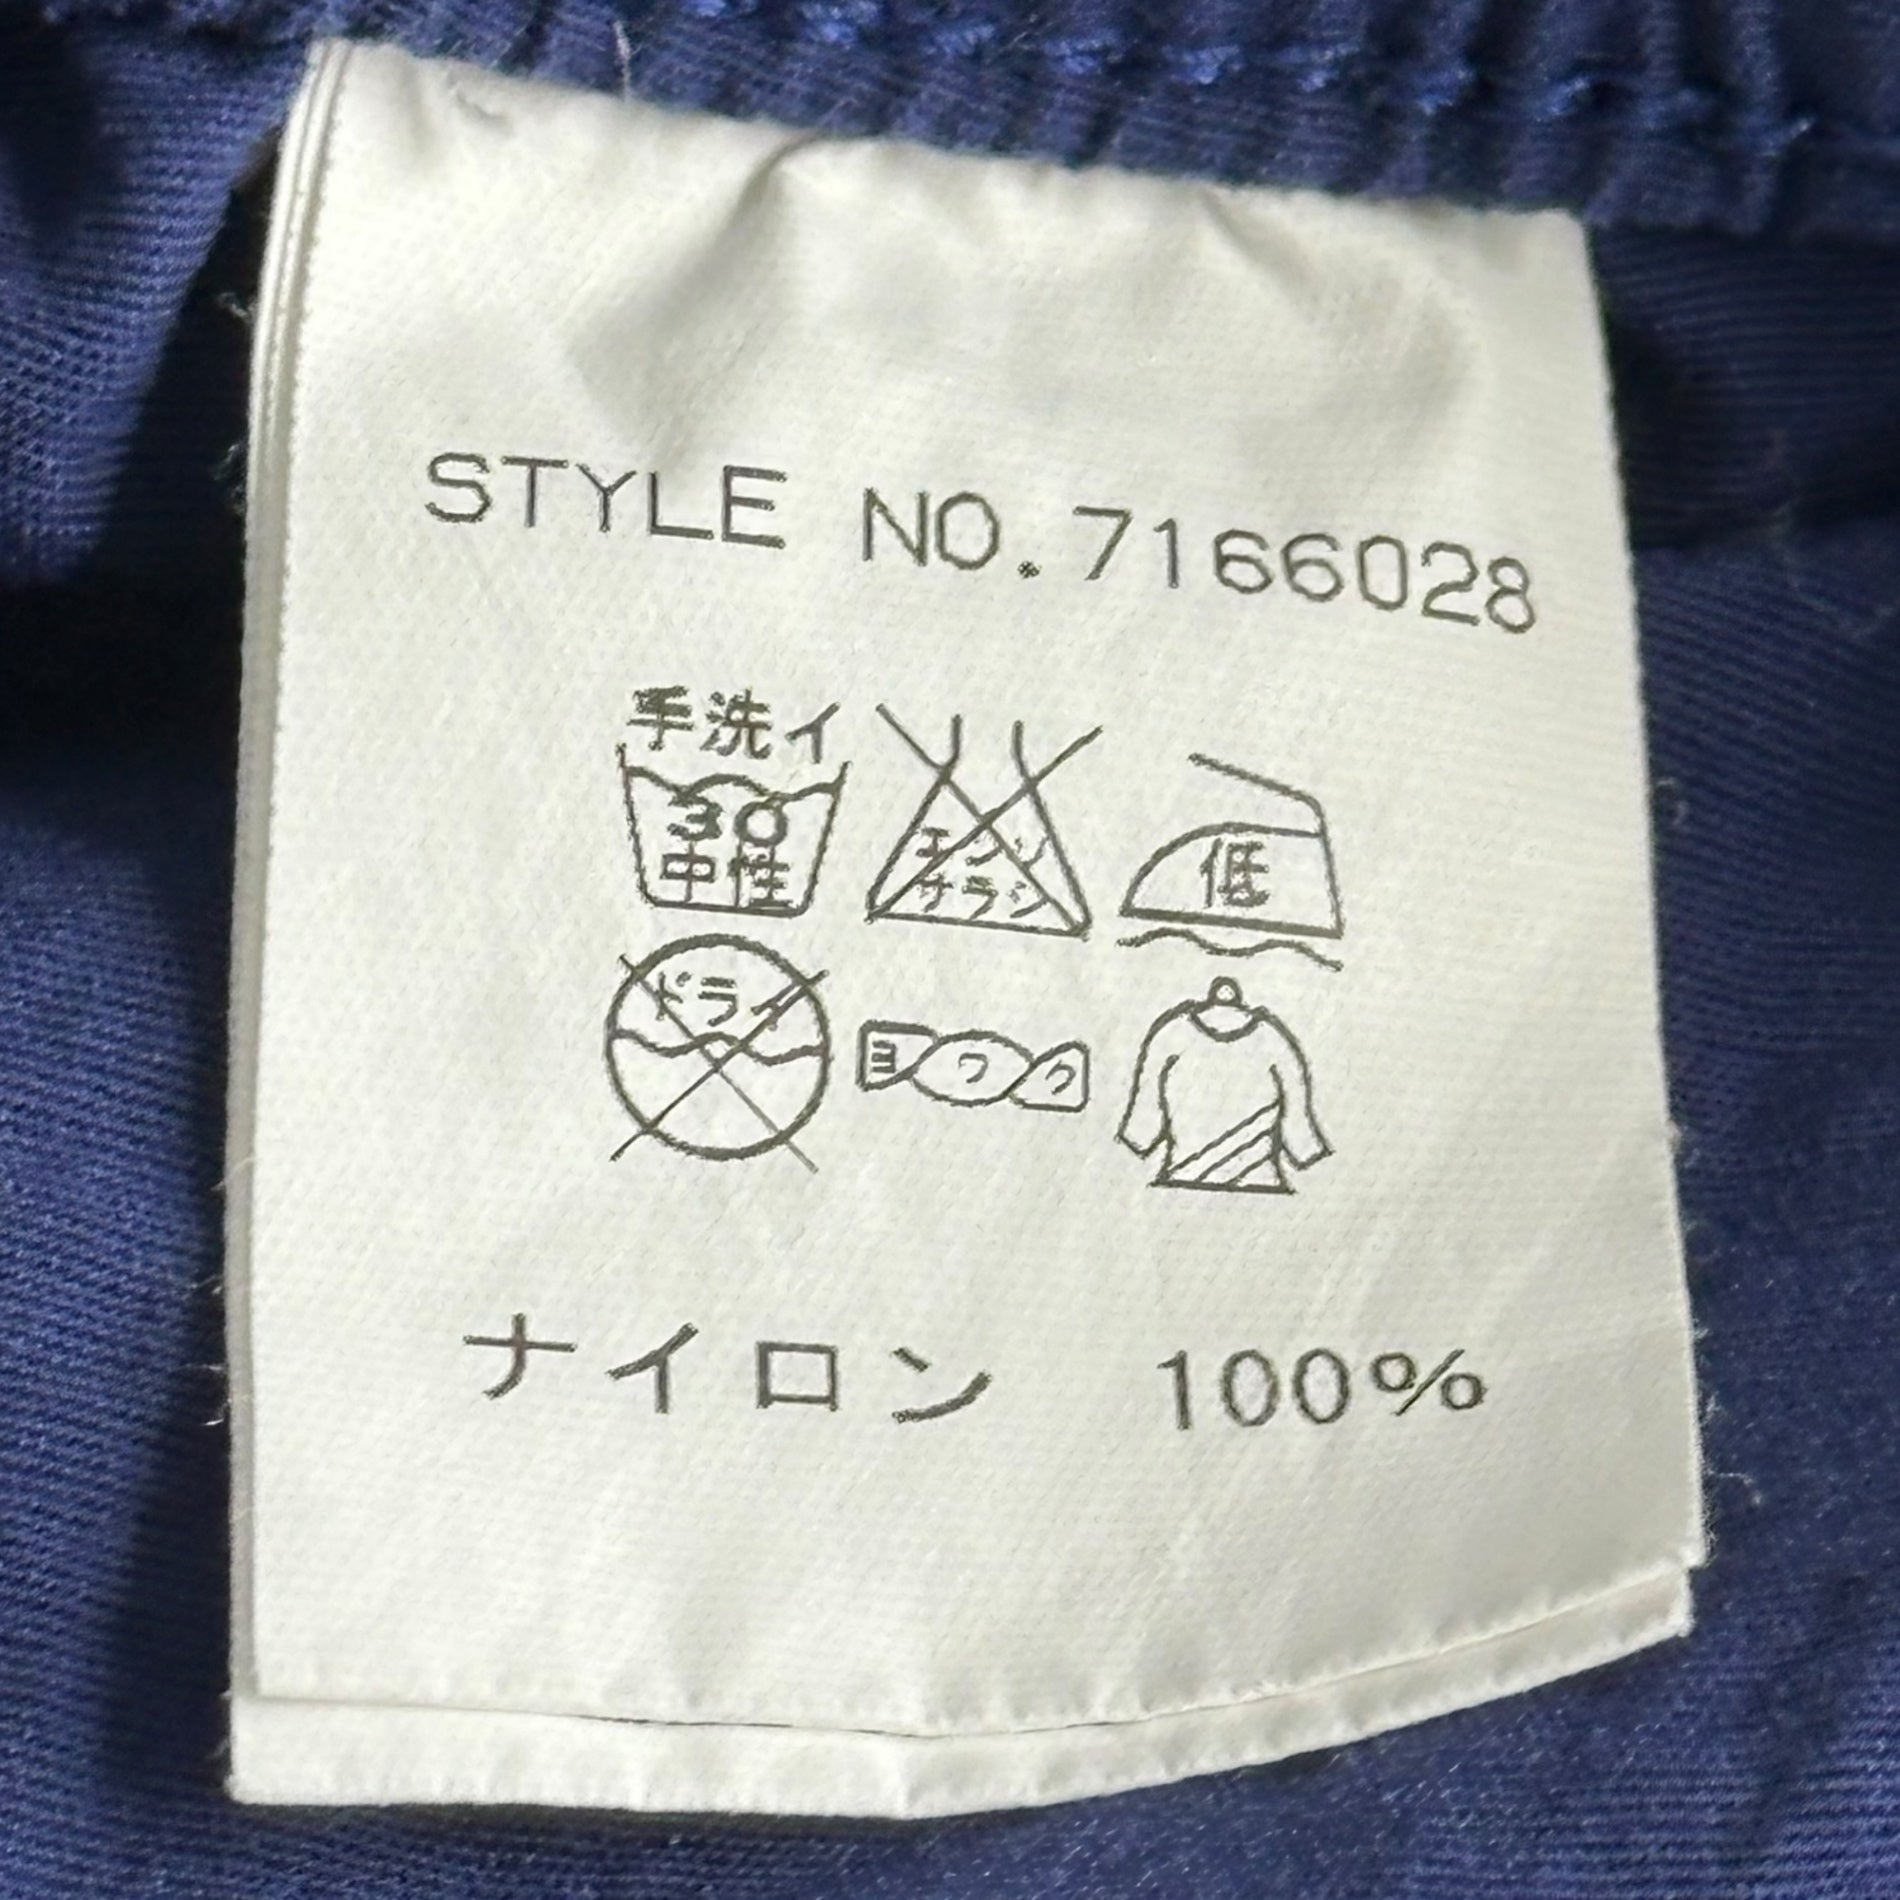 STYLE NO.7166028
手洗イ
30
中性
エンソ
サラシ
低
ドライ
ヨワク
ナイロン 100%